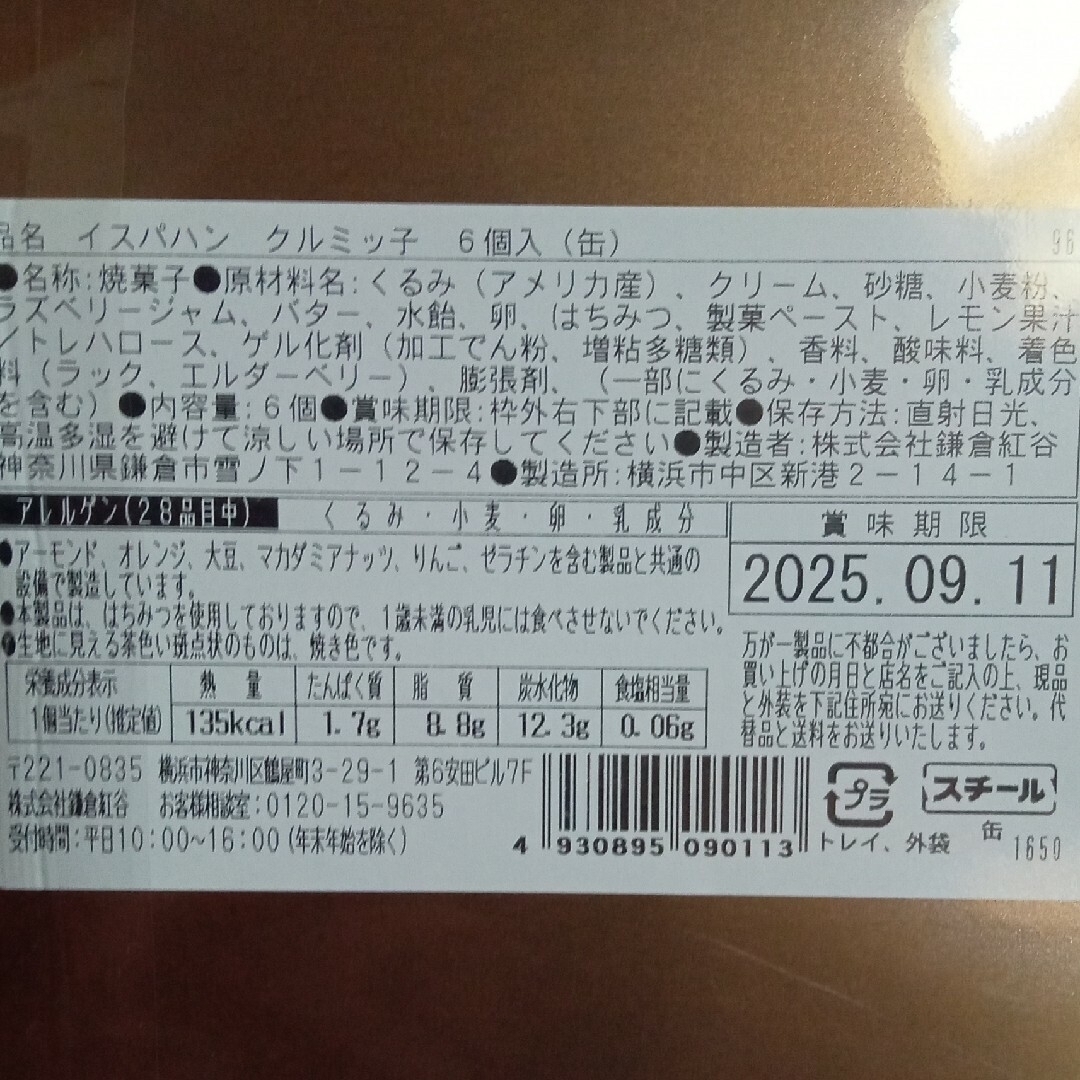 品名 イスパハン クルミッ子 6個入(缶)
96
●名称:焼菓子●原材料名:くるみ(アメリカ産)、クリーム、砂糖、小麦粉、
ラズベリージャム、バター、水飴、卵、はちみつ、製菓ペースト、レモン果汁
トレハロース、ゲル化剤(加工でん粉、増粘多糖類)、香料、酸味料、着色
料(ラック、エルダーベリー)、膨張剤、(一部にくるみ・小麦・卵・乳成分
を含む)●内容量:6個●賞味期限:枠外右下部に記載●保存方法:直射日光、
高温多湿を避けて涼しい場所で保存してください●製造者:株式会社鎌倉紅谷
神奈川県鎌倉市雪ノ下1-12-4●製造所:横浜市中区新港2-14-1
アレルゲン(28品目中) くるみ・小麦・卵・乳成分
賞味期限
2025.09.11
●アーモンド、オレンジ、大豆、マカダミアナッツ、りんご、ゼラチンを含む製品と共通の
設備で製造しています。
●本製品は、はちみつを使用しておりますので、1歳未満の乳児には食べさせないでください。
●生地に見える茶色い斑点状のものは、焼き色です。
万が一製品に不都合がございましたら、お
買い上げの月日と店名をご記入の上、現品
と外装を下記住所宛にお送りください。代
替品と送料をお送りいたします。
栄養成分表示 熱量 たんぱく質 脂質 炭水化物 食塩相当量
1個当たり(推定値) 135kcal 1.7g 8.8g 12.3g 0.06g
〒221-0835 横浜市神奈川区鶴屋町3-29-1 第6安田ビル7F
株式会社鎌倉紅谷 お客様相談室:0120-15-9635
受付時間:平日10:00~16:00(年末年始を除く)
4 930895 090113
プラ
トレイ、外袋
スチール
缶
1650